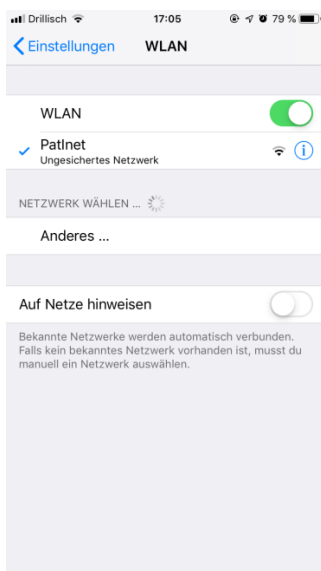 Drillisch 17:05 79 %
Einstellungen WLAN
WLAN
Patlnet
Ungesichertes Netzwerk
NETZWERK WÄHLEN ...
Anderes ...
Auf Netze hinweisen
Bekannte Netzwerke werden automatisch verbunden.
Falls kein bekanntes Netzwerk vorhanden ist, musst du
manuell ein Netzwerk auswählen.